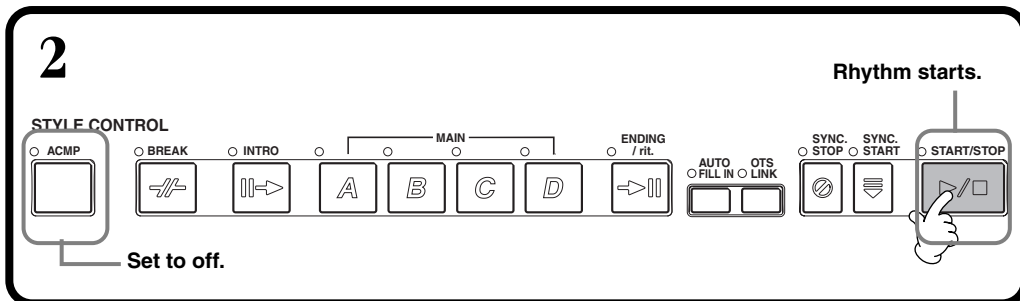 2
Rhythm starts.
STYLE CONTROL
ACMP
BREAK
INTRO
MAIN
ENDING
/ rit.
AUTO
FILL IN
OTS
LINK
SYNC.
STOP
SYNC.
START
START/STOP
A
B
C
D
Set to off.